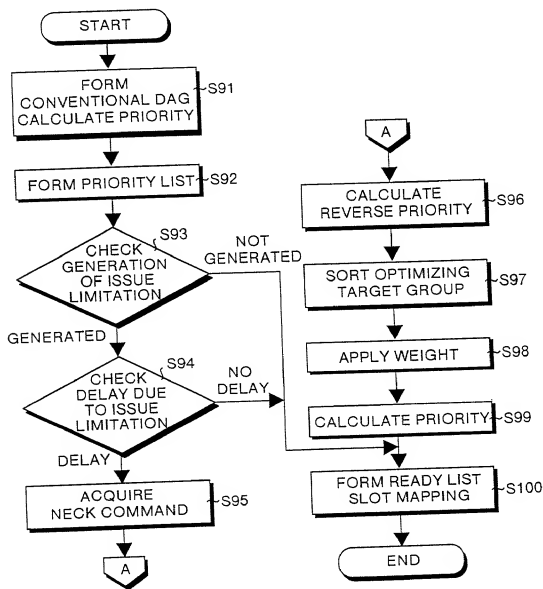 START
FORM
CONVENTIONAL DAG
CALCULATE PRIORITY
S91
FORM PRIORITY LIST
S92
S93
CHECK
GENERATION
OF ISSUE
LIMITATION
NOT
GENERATED
GENERATED
S94
CHECK
DELAY DUE
TO ISSUE
LIMITATION
NO
DELAY
DELAY
ACQUIRE
NECK COMMAND
S95
A
A
CALCULATE
REVERSE PRIORITY
S96
SORT OPTIMIZING
TARGET GROUP
S97
APPLY WEIGHT
S98
CALCULATE PRIORITY
S99
FORM READY LIST
SLOT MAPPING
S100
END